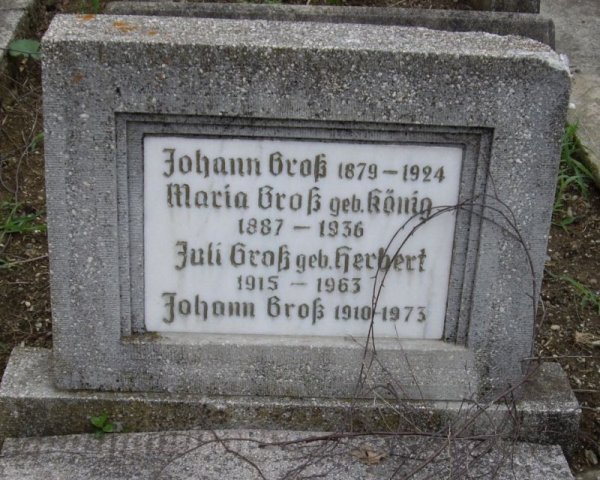 Johann Groß 1879 – 1924
Maria Groß geb. König
1887 – 1936
Juli Groß geb. Herbert
1915 – 1963
Johann Groß 1910-1973